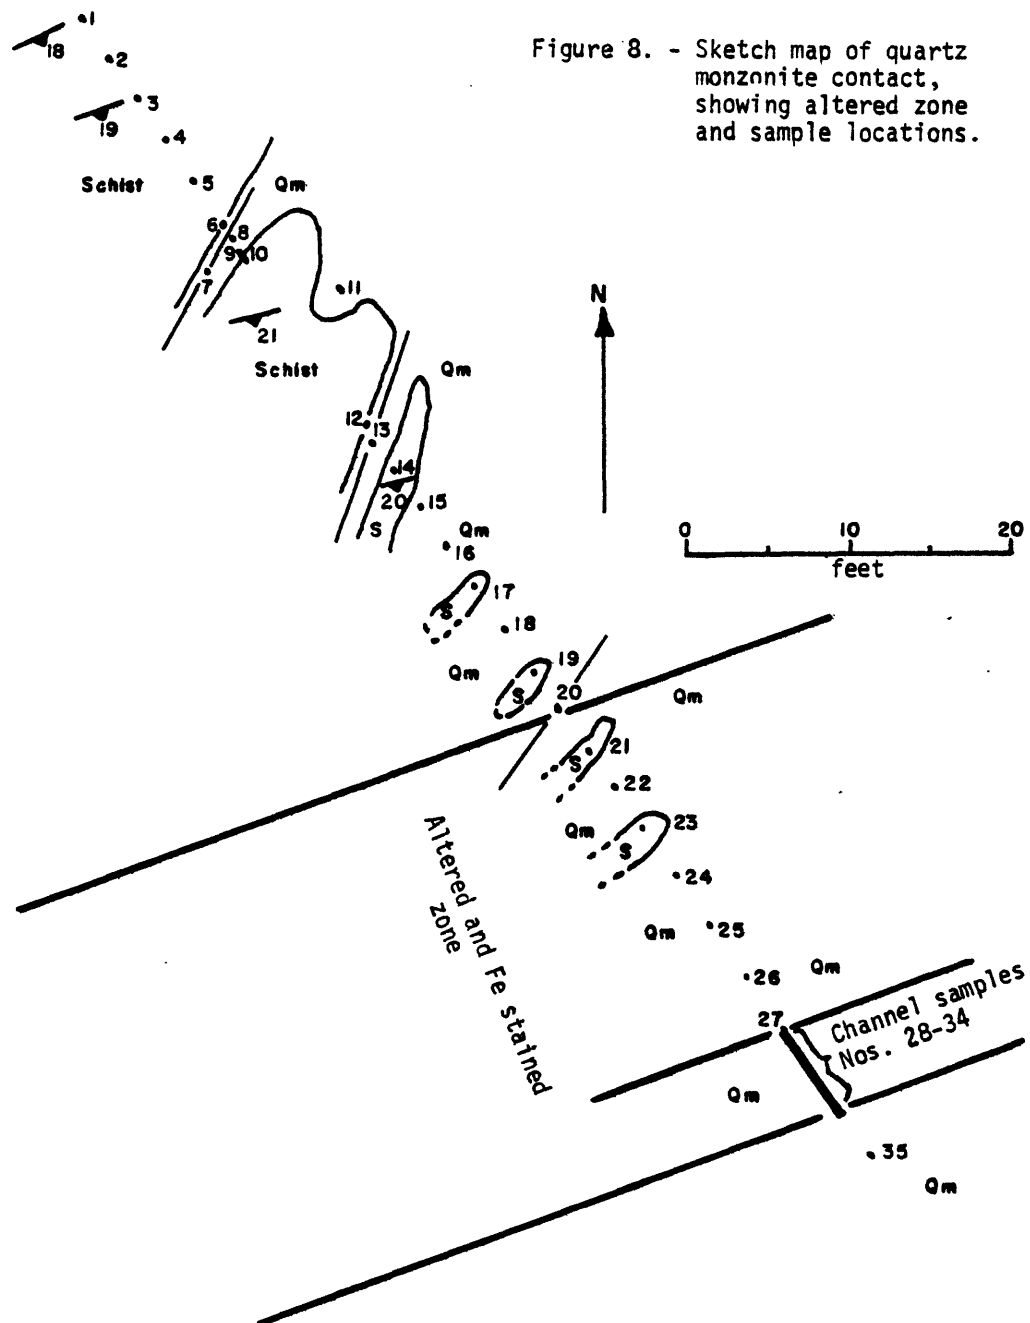 Figure 8. - Sketch map of quartz
monzonite contact,
showing altered zone
and sample locations.
1
18
2
3
19
4
Schist
5
Qm
6
8
9
10
7
11
21
Schist
Qm
N
12
13
14
20
15
S
Qm
16
0 10 20
feet
17
S
18
Qm
19
S
20
Qm
21
S
22
Qm
23
S
24
Altered and Fe stained
zone
Qm
25
26
Qm
27
Channel samples
Nos. 28-34
Qm
35
Qm